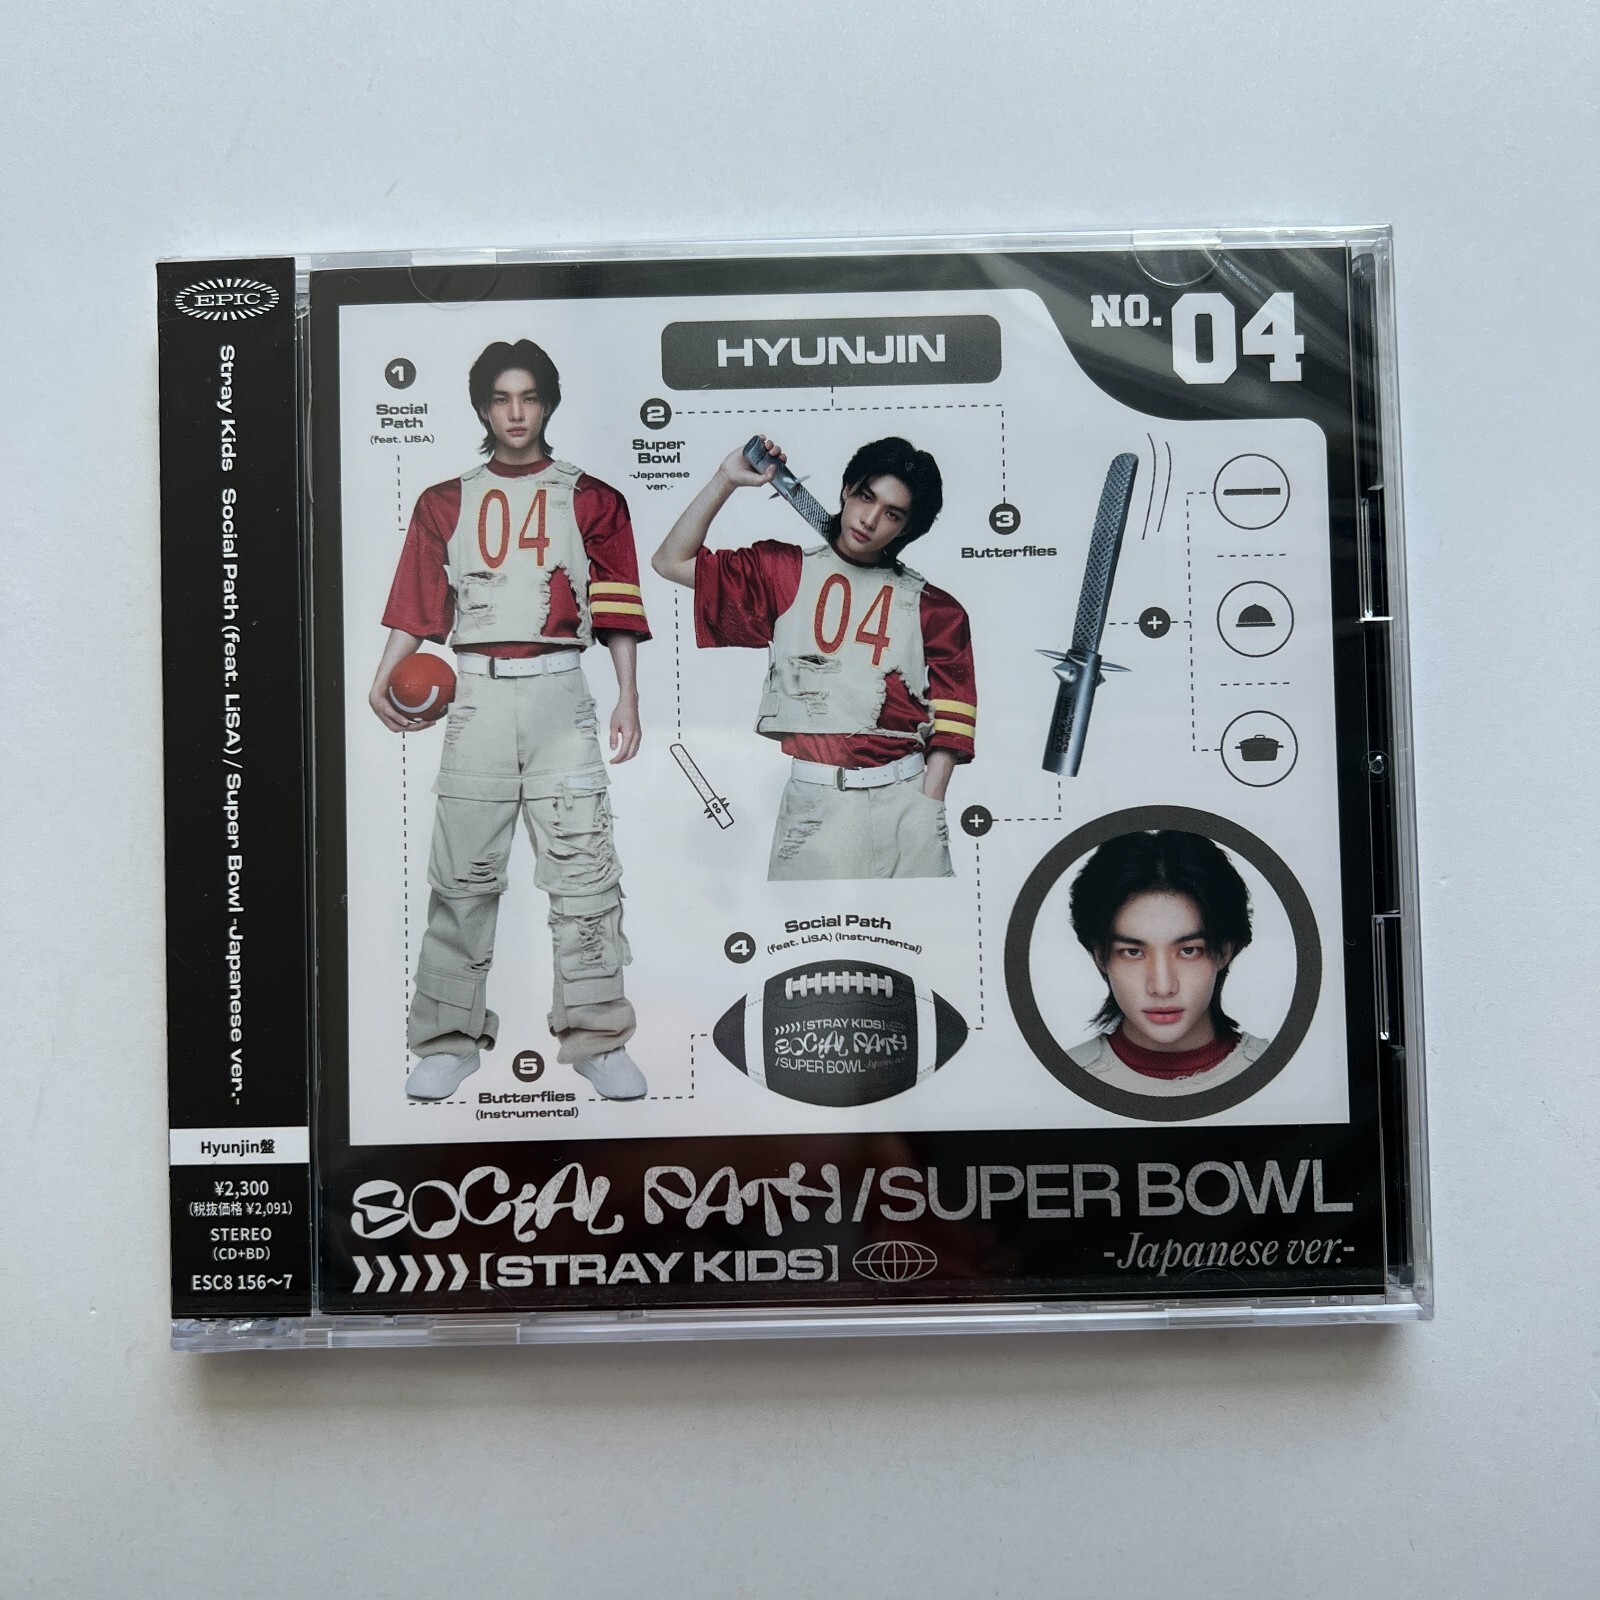 EPIC
Stray Kids Social Path (feat. LiSA) / Super Bowl -Japanese ver.-
Hyunjin盤
¥2,300
(税抜価格 ¥2,091)
STEREO
(CD+BD)
ESC8 156〜7
NO. 04
HYUNJIN
1
Social
Path
(feat. LiSA)
04
2
Super
Bowl
-Japanese
ver.-
04
3
Butterflies
+
+
4
Social Path
(feat. LiSA) (Instrumental)
[STRAY KIDS]
SOCIAL PATH
/SUPER BOWL
5
Butterflies
(Instrumental)
SOCIAL PATH/SUPER BOWL
-Japanese ver.-
[STRAY KIDS]